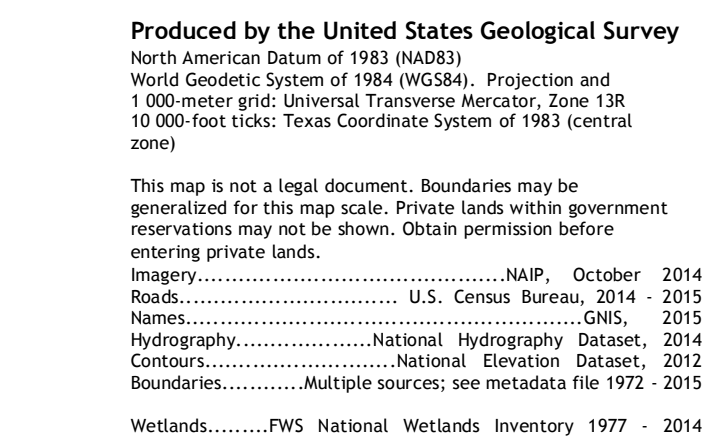 Produced by the United States Geological Survey
North American Datum of 1983 (NAD83)
World Geodetic System of 1984 (WGS84). Projection and
1 000-meter grid: Universal Transverse Mercator, Zone 13R
10 000-foot ticks: Texas Coordinate System of 1983 (central
zone)
This map is not a legal document. Boundaries may be
generalized for this map scale. Private lands within government
reservations may not be shown. Obtain permission before
entering private lands.
Imagery.......................................NAIP, October 2014
Roads............................... U.S. Census Bureau, 2014 - 2015
Names..................................................GNIS, 2015
Hydrography....................National Hydrography Dataset, 2014
Contours............................National Elevation Dataset, 2012
Boundaries............Multiple sources; see metadata file 1972 - 2015
Wetlands.........FWS National Wetlands Inventory 1977 - 2014